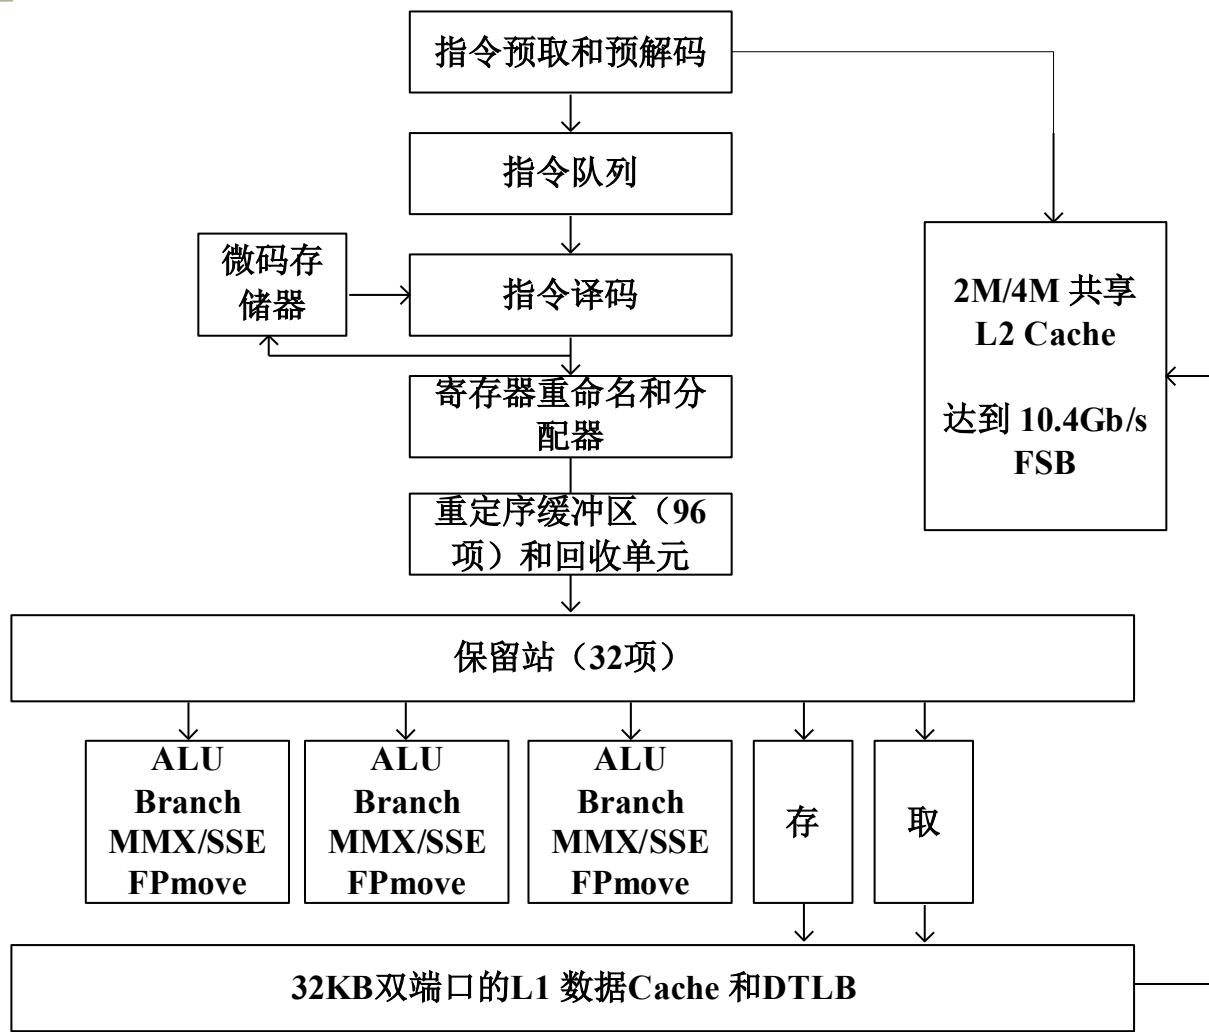 指令预取和预解码
指令队列
微码存
储器
指令译码
2M/4M 共享
L2 Cache
达到 10.4Gb/s
FSB
寄存器重命名和分
配器
重定序缓冲区（96
项）和回收单元
保留站（32项）
ALU
Branch
MMX/SSE
FPmove
ALU
Branch
MMX/SSE
FPmove
ALU
Branch
MMX/SSE
FPmove
存
取
32KB双端口的L1 数据Cache 和DTLB